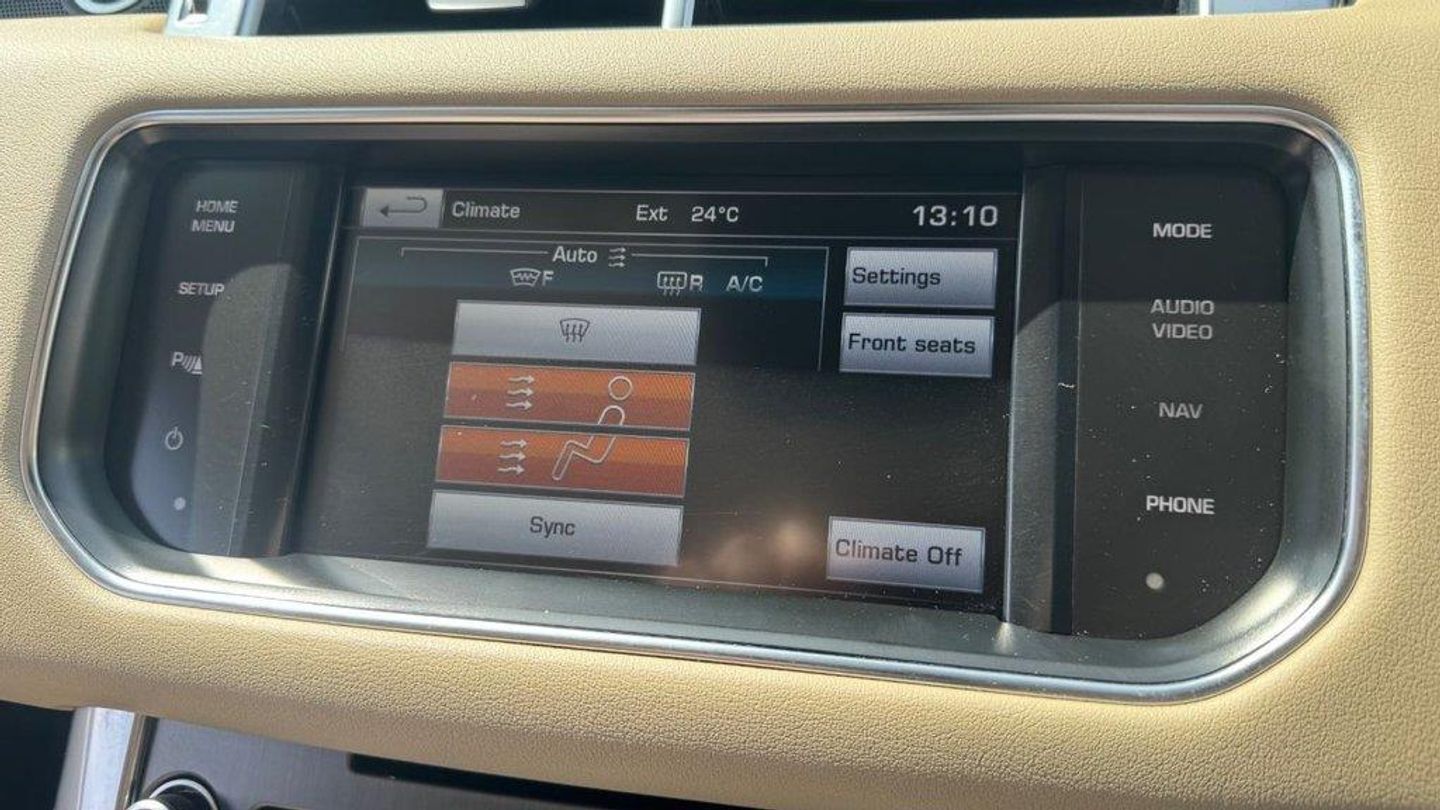 HOME
MENU
SETUP
P
Climate Ext 24°C 13:10
Auto
F R A/C
Settings
Front seats
Sync
Climate Off
MODE
AUDIO
VIDEO
NAV
PHONE